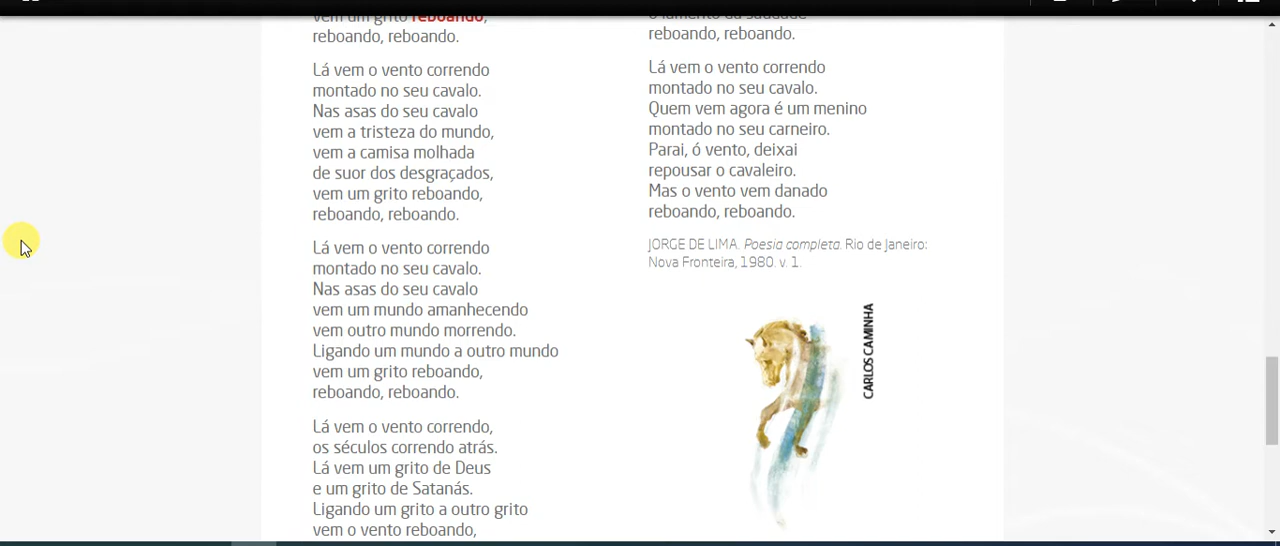 vem um grito reboando,
reboando, reboando.
Lá vem o vento correndo
montado no seu cavalo.
Nas asas do seu cavalo
vem a tristeza do mundo,
vem a camisa molhada
de suor dos desgraçados,
vem um grito reboando,
reboando, reboando.
Lá vem o vento correndo
montado no seu cavalo.
Nas asas do seu cavalo
vem um mundo amanhecendo
vem outro mundo morrendo.
Ligando um mundo a outro mundo
vem um grito reboando,
reboando, reboando.
Lá vem o vento correndo,
os séculos correndo atrás.
Lá vem um grito de Deus
e um grito de Satanás.
Ligando um grito a outro grito
vem o vento reboando,
o lamento da saudade
reboando, reboando.
Lá vem o vento correndo
montado no seu cavalo.
Quem vem agora é um menino
montado no seu carneiro.
Parai, ó vento, deixai
repousar o cavaleiro.
Mas o vento vem danado
reboando, reboando.
JORGE DE LIMA. Poesia completa. Rio de Janeiro:
Nova Fronteira, 1980. v. 1.
CARLOS CAMINHA